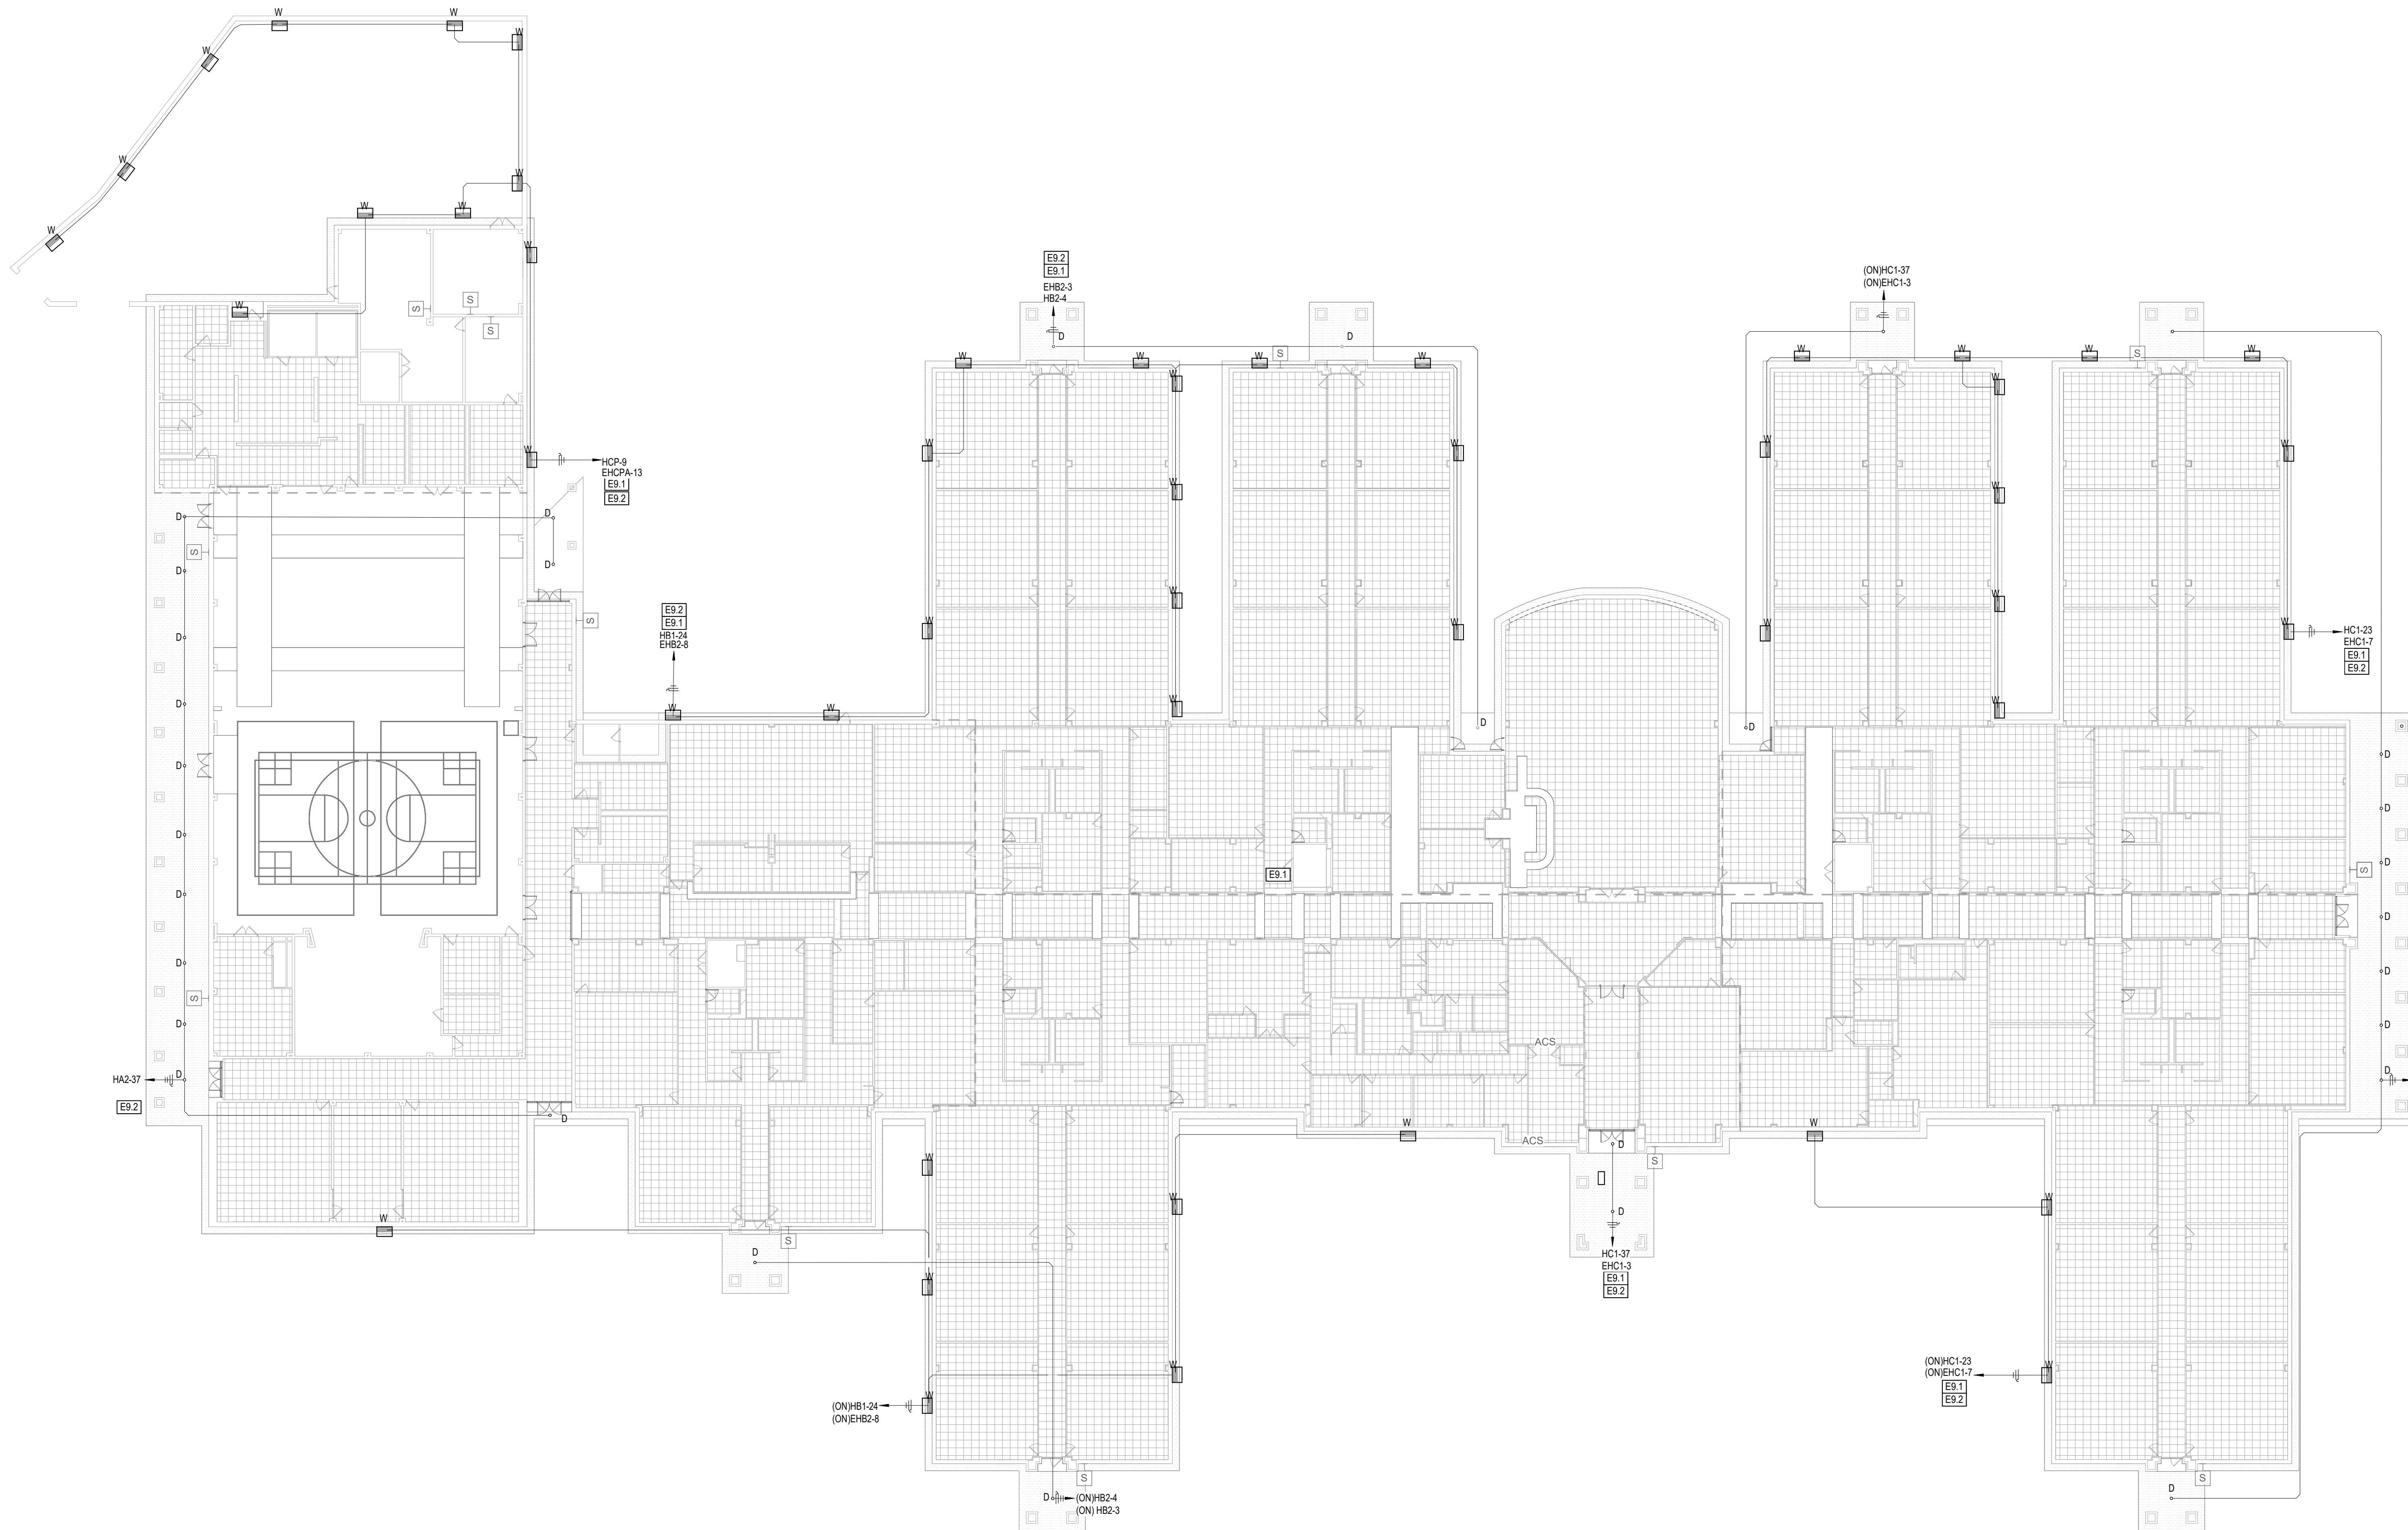 W
W
W
W
W
W
W
W
W
W
W
W
S
S
S
E9.2
E9.1
EHB2-3
HB2-4
D
D
(ON)HC1-37
(ON)EHC1-3
W
W
S
W
W
W
W
W
S
W
W
W
W
W
W
W
W
W
W
HCP-9
EHCPA-13
E9.1
E9.2
W
W
D
D
D
D
S
W
W
W
W
W
W
S
E9.2
E9.1
HB1-24
EHB2-8
HC1-23
EHC1-7
E9.1
E9.2
D
D
W
W
W
W
D
D
D
D
D
D
D
E9.1
S
D
D
D
D
S
D
D
ACS
HA2-37
D
E9.2
D
D
W
W
ACS
D
S
W
W
W
W
D
W
S
D
HC1-37
EHC1-3
E9.1
E9.2
W
W
W
W
(ON)HB1-24
(ON)EHB2-8
(ON)HC1-23
(ON)EHC1-7
E9.1
E9.2
S
S
D
D
(ON)HB2-4
(ON) HB2-3